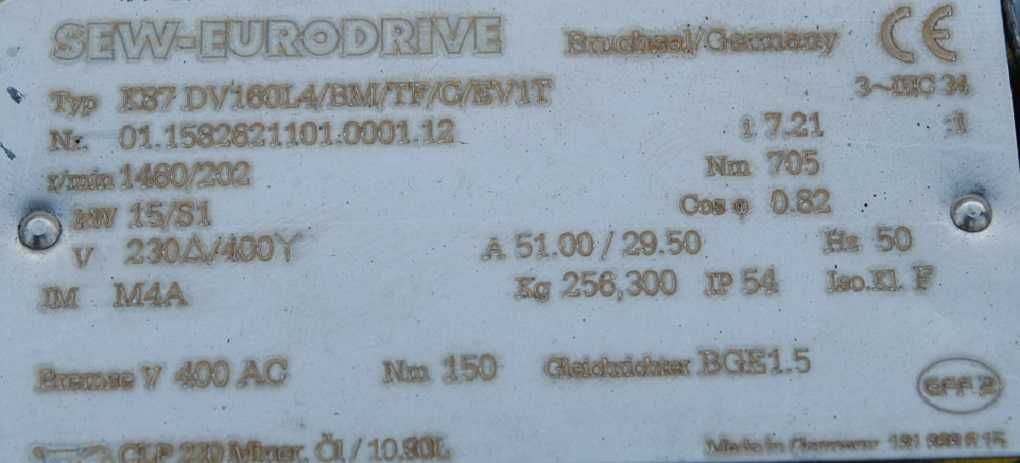 SEW-EURODRIVE Bruchsal/Germany CE
Typ K87 DV160L4/BM/TF/C/EV1T 3~IEC 34
Nr. 01.1582621101.0001.12 i 7.21 :1
r/min 1460/202 Nm 705
kW 15/S1 Cos φ 0.82
V 230Δ/400Y A 51.00 / 29.50 Hz 50
IM M4A Kg 256,300 IP 54 Iso.Kl. F
Bremse V 400 AC Nm 150 Gleichrichter BGE1.5
CLP 220 Miner. Öl / 10.90L Made in Germany